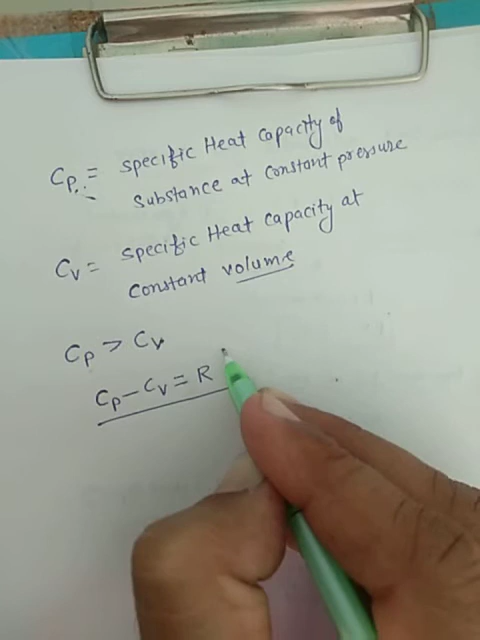 Cp = Specific Heat Capacity of
Substance at Constant pressure
Cv = Specific Heat Capacity at
Constant volume
Cp > Cv
Cp - Cv = R